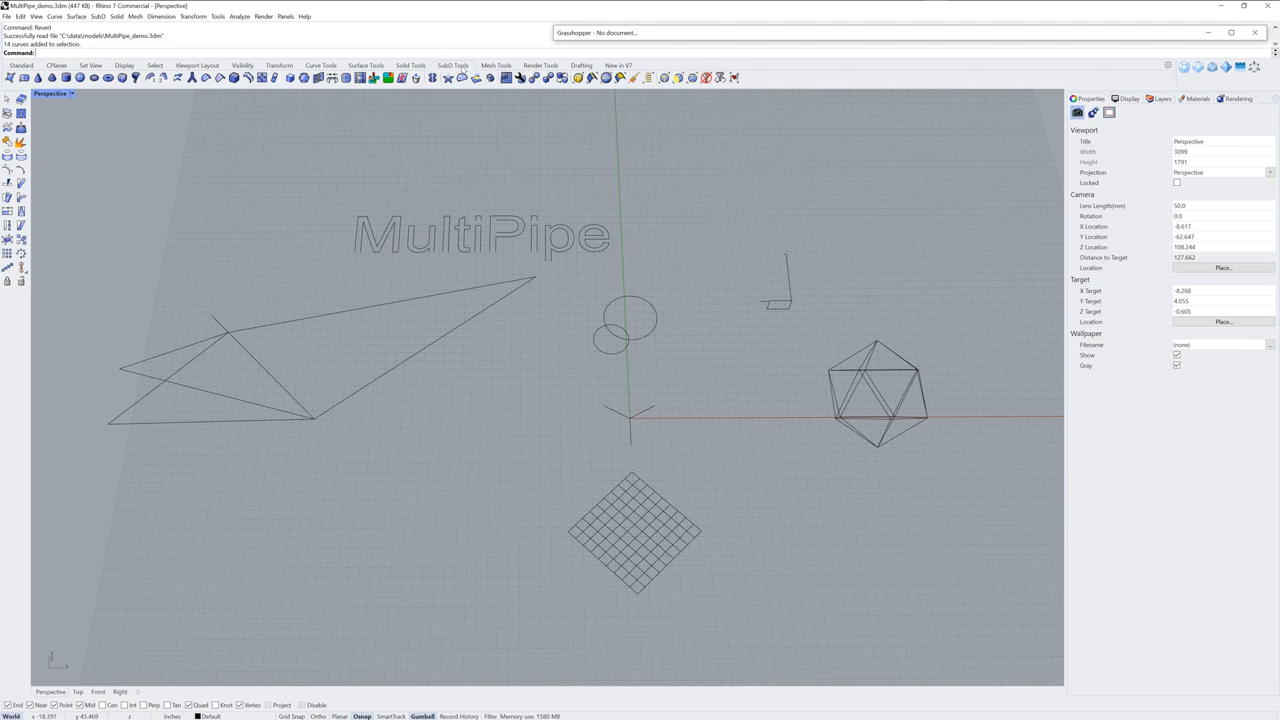 MultiPipe_demo.3dm (447 KB) - Rhino 7 Commercial - [Perspective]
File Edit View Curve Surface SubD Solid Mesh Dimension Transform Tools Analyze Render Panels Help
Command: Revert
Successfully read file "C:\data\models\MultiPipe_demo.3dm"
14 curves added to selection.
Command:
Grasshopper - No document...
Standard CPlanes Set View Display Select Viewport Layout Visibility Transform Curve Tools Surface Tools Solid Tools SubD Tools Mesh Tools Render Tools Drafting New in V7
Perspective
MultiPipe
Properties Display Layers Materials Rendering
Viewport
Title Perspective
Width 3099
Height 1791
Projection Perspective
Locked
Camera
Lens Length(mm) 50.0
Rotation 0.0
X Location -8.617
Y Location -62.647
Z Location 108.244
Distance to Target 127.662
Location Place...
Target
X Target -8.268
Y Target 4.055
Z Target -0.605
Location Place...
Wallpaper
Filename (none) ...
Show
Gray
y
x
Perspective Top Front Right
End Near Point Mid Cen Int Perp Tan Quad Knot Vertex Project Disable
World x -18.397 y 45.469 z Inches Default Grid Snap Ortho Planar Osnap SmartTrack Gumball Record History Filter Memory use: 1580 MB